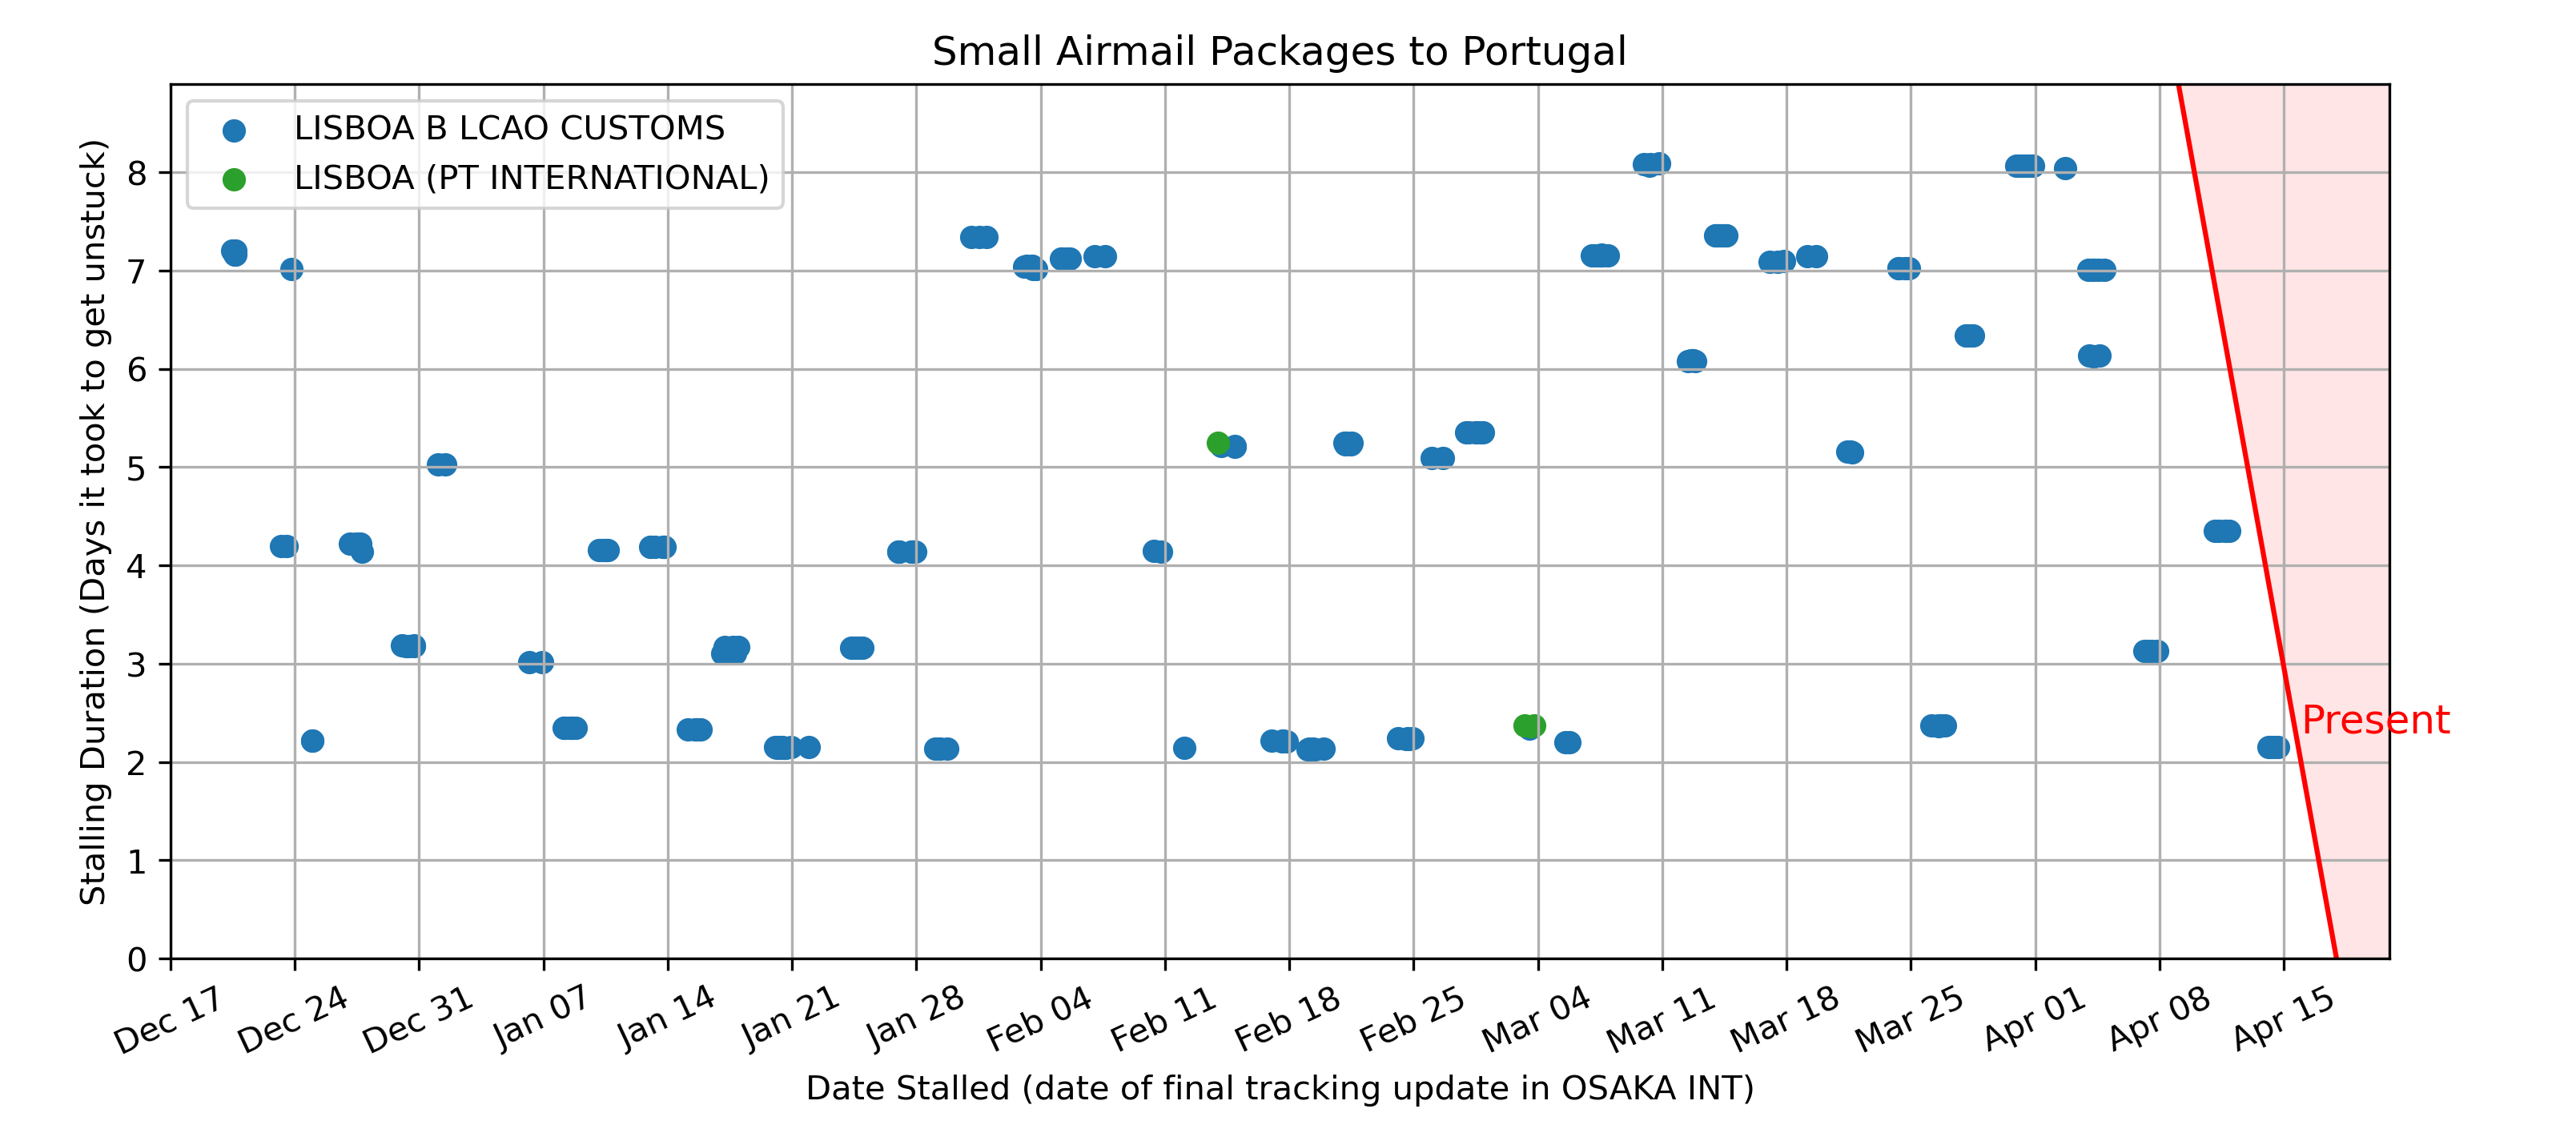 Small Airmail Packages to Portugal
LISBOA B LCAO CUSTOMS
LISBOA (PT INTERNATIONAL)
Stalling Duration (Days it took to get unstuck)
8
7
6
5
4
3
2
1
0
Present
Dec 17
Dec 24
Dec 31
Jan 07
Jan 14
Jan 21
Jan 28
Feb 04
Feb 11
Feb 18
Feb 25
Mar 04
Mar 11
Mar 18
Mar 25
Apr 01
Apr 08
Apr 15
Date Stalled (date of final tracking update in OSAKA INT)